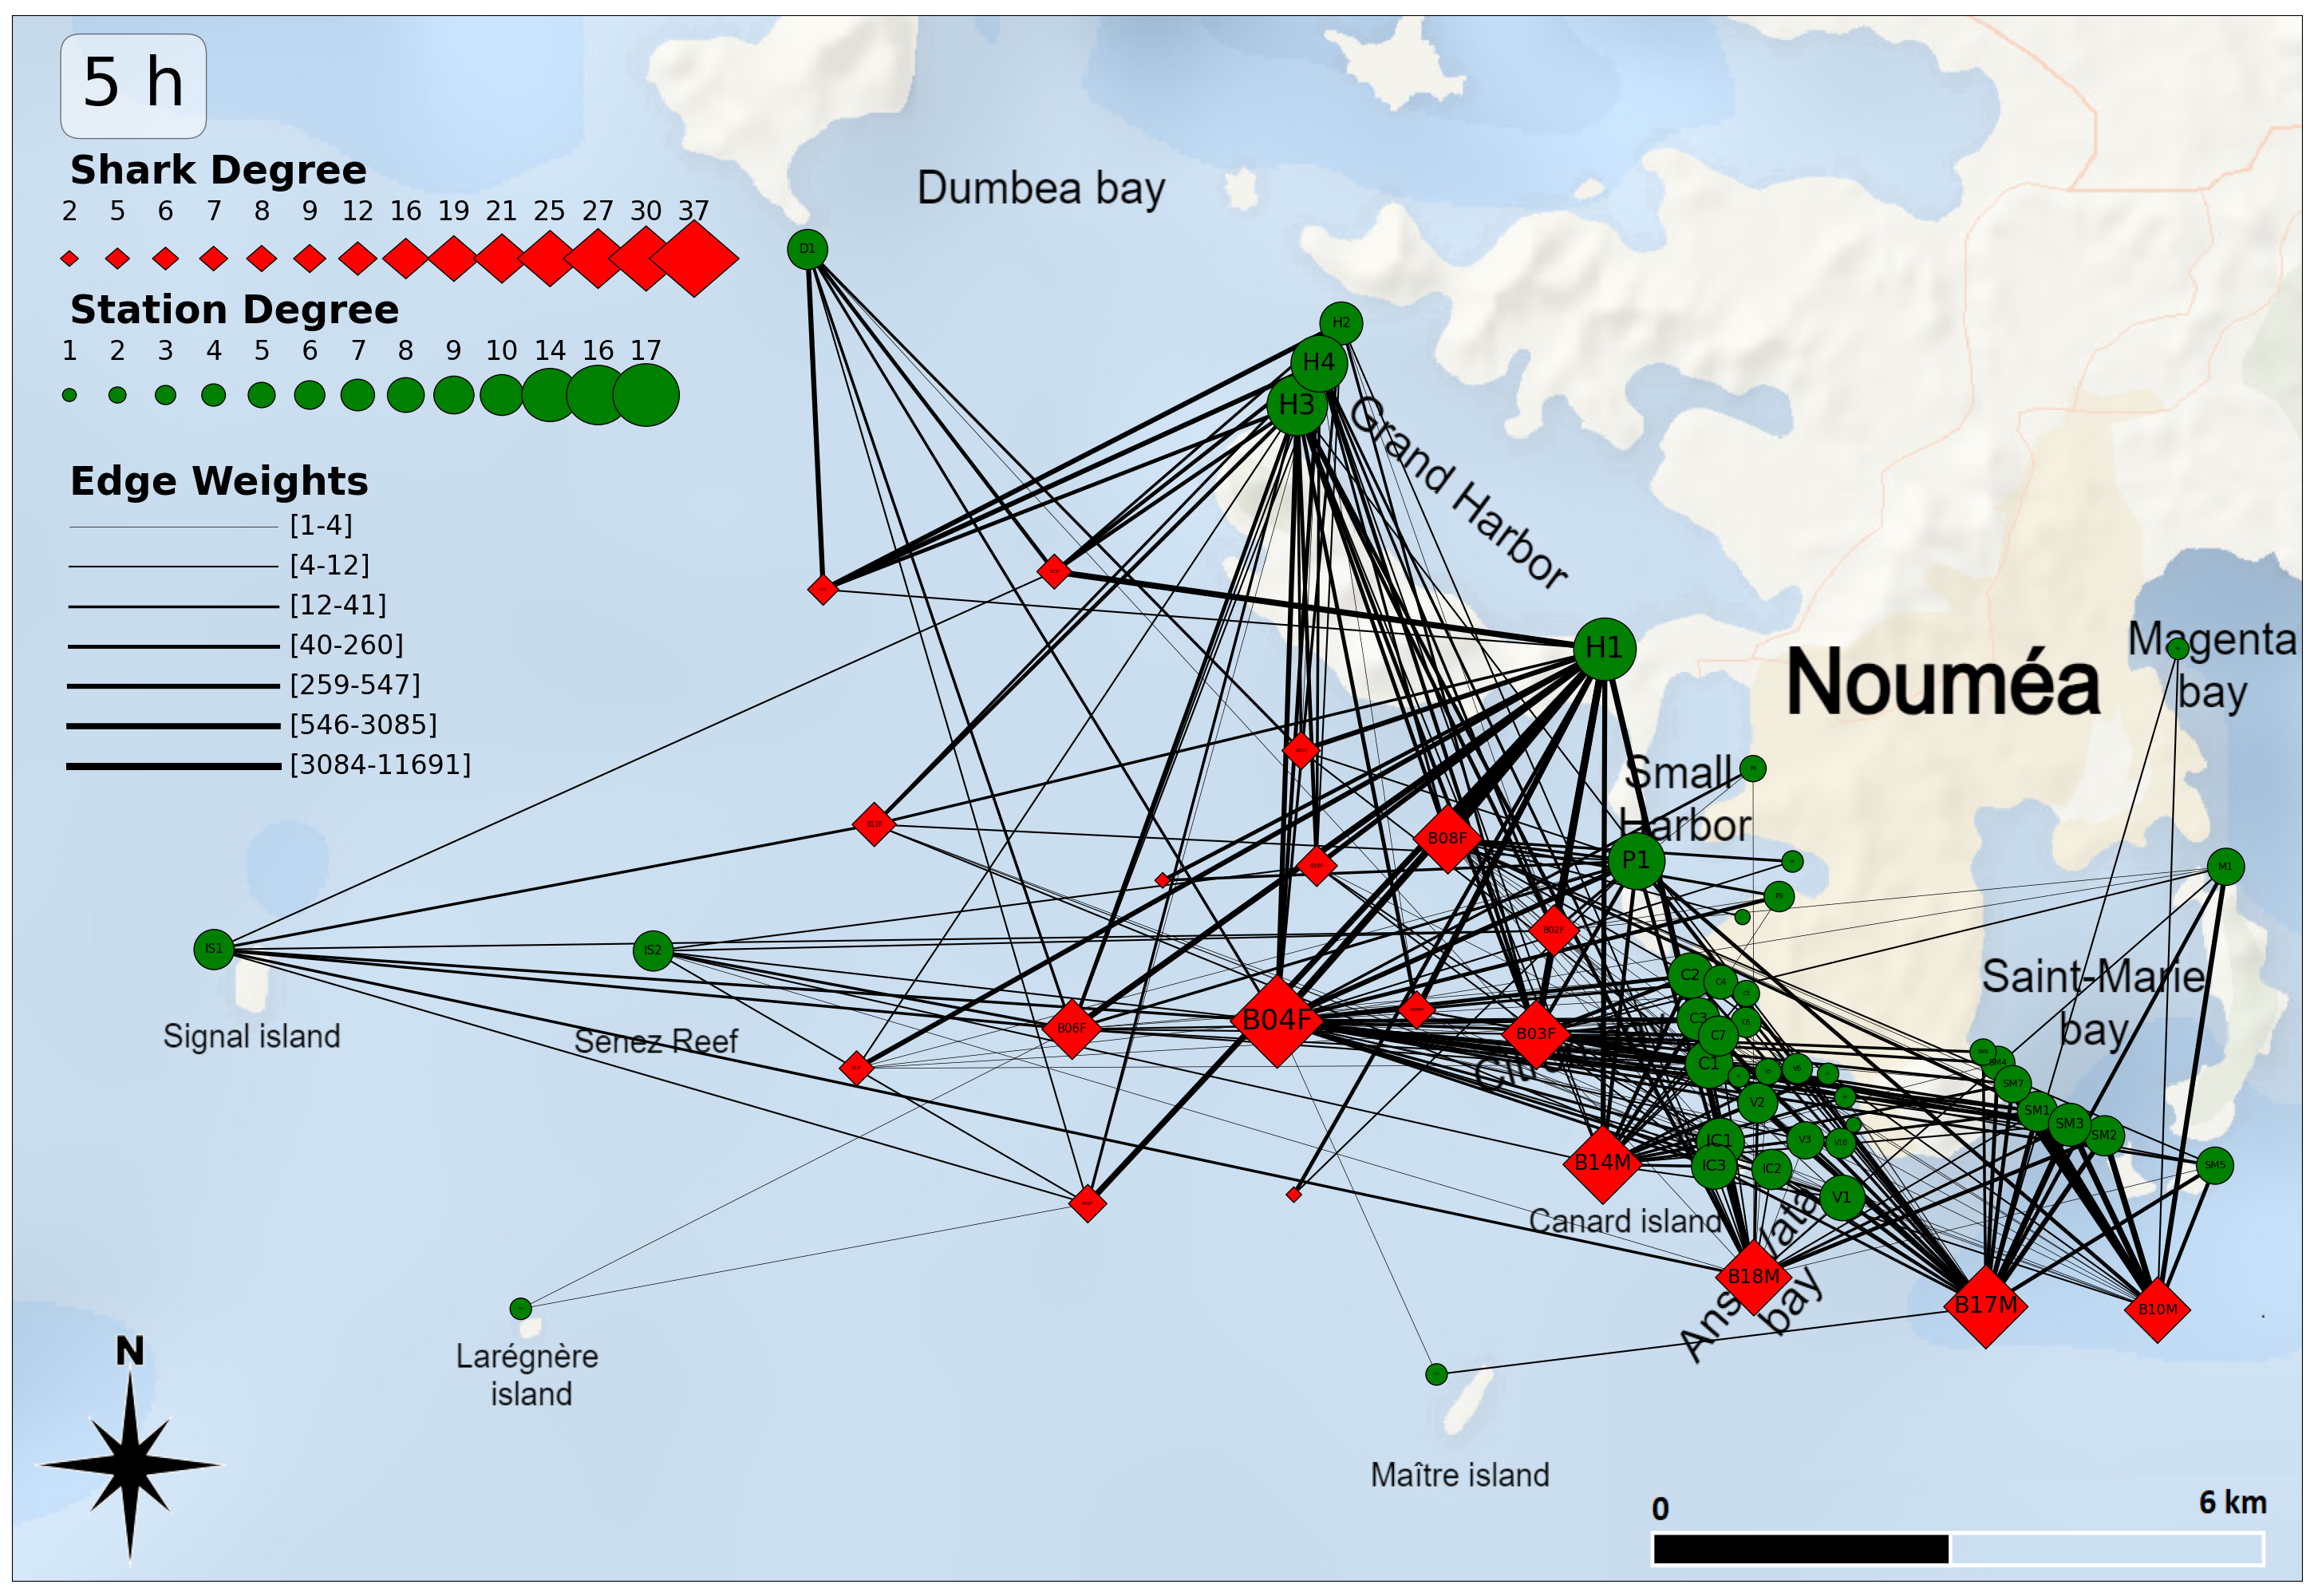 5 h
Shark Degree
2 5 6 7 8 9 12 16 19 21 25 27 30 37
Station Degree
1 2 3 4 5 6 7 8 9 10 14 16 17
Edge Weights
[1-4]
[4-12]
[12-41]
[40-260]
[259-547]
[546-3085]
[3084-11691]
Dumbea bay
D1
H2
H4
H3
Grand Harbor
H1
Nouméa
Magenta
bay
Small
Harbor
B12F
B08F
P1
P3
M1
B02F
IS1
IS2
Saint-Marie
bay
C2
C4
C3
C7
C1
Signal island
Senez Reef
B06F
B04F
B03F
V6
V2
SM4
SM7
SM1
SM3
SM2
SM5
IC1
IC3
IC2
V3
V10
V1
B14M
Canard island
B18M
Anse Vata
bay
B17M
B10M
Larégnère
island
Maître island
N
0
6 km